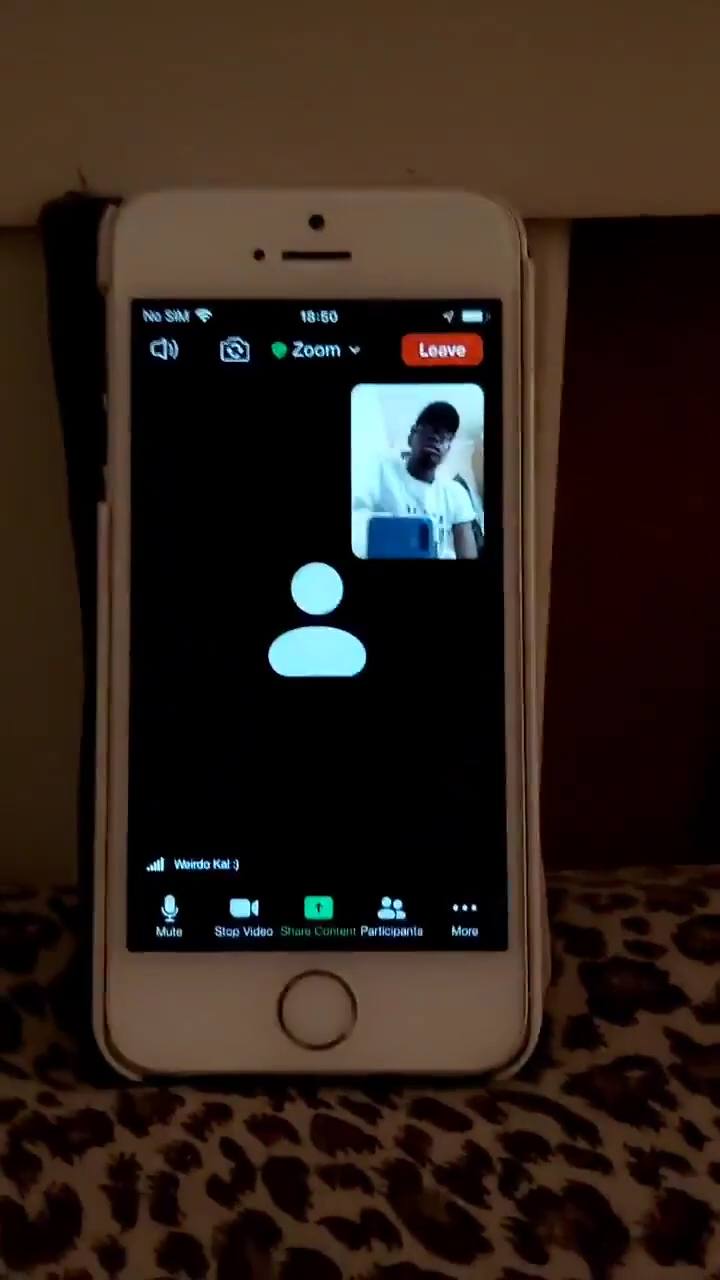 No SIM 18:50
Zoom Leave
Weirdo Kal :)
Mute Stop Video Share Content Participants More